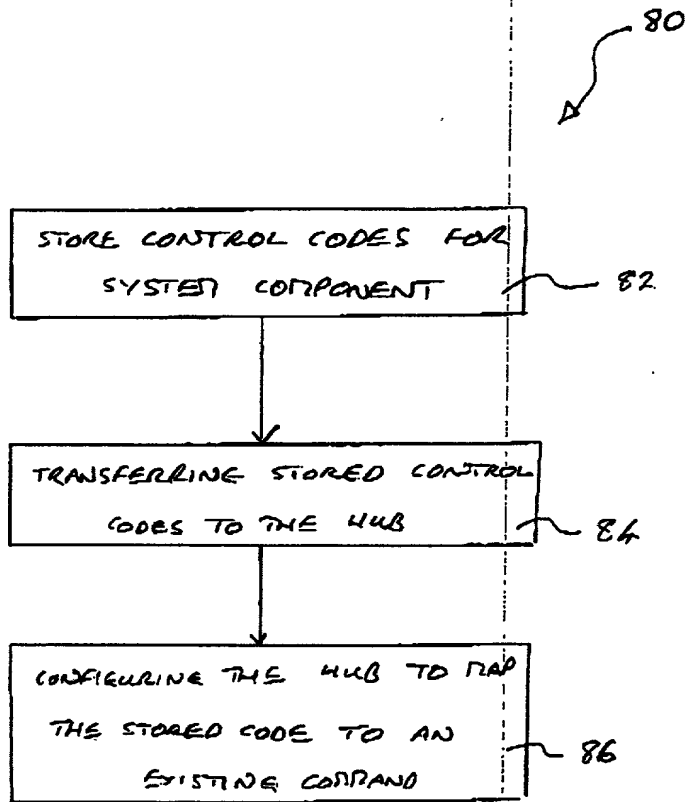 80
STORE CONTROL CODES FOR
SYSTEM COMPONENT
82
TRANSFERRING STORED CONTROL
CODES TO THE HUB
84
CONFIGURING THE HUB TO MAP
THE STORED CODE TO AN
EXISTING COMMAND
86